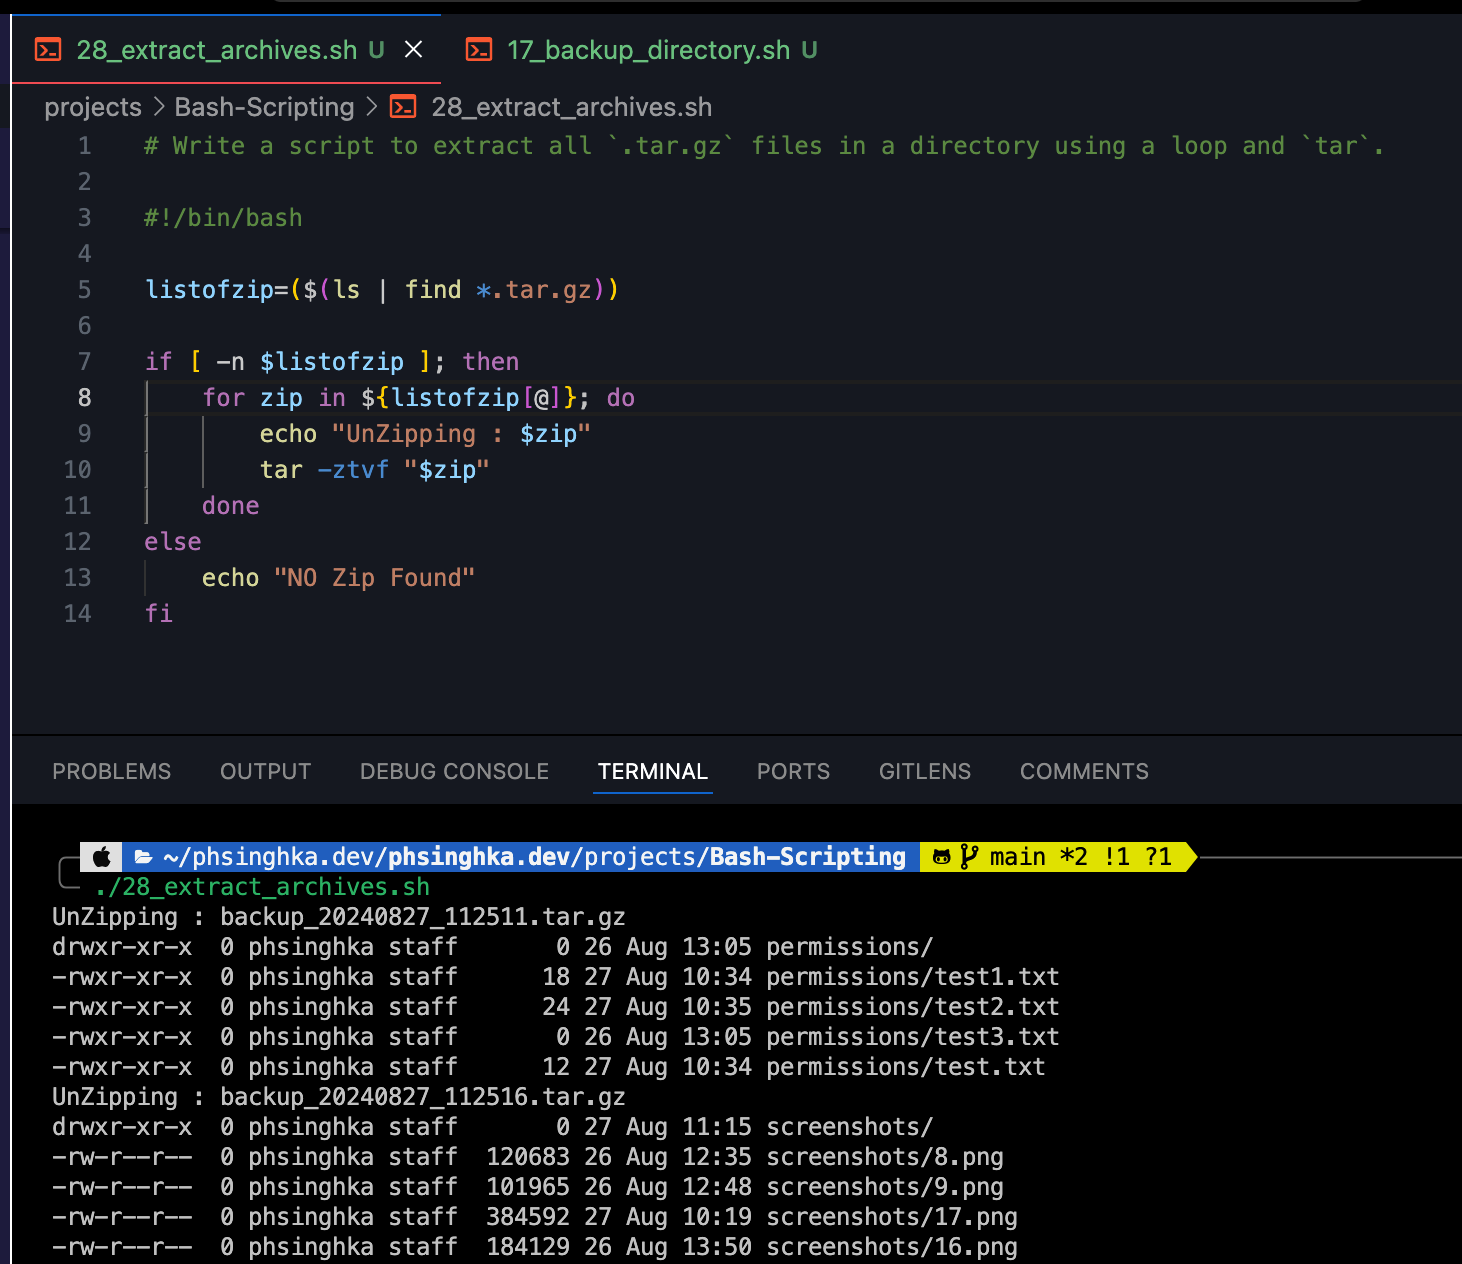 28_extract_archives.sh U 17_backup_directory.sh U
projects > Bash-Scripting > 28_extract_archives.sh
1 # Write a script to extract all `.tar.gz` files in a directory using a loop and `tar`.
2
3 #!/bin/bash
4
5 listofzip=($(ls | find *.tar.gz))
6
7 if [ -n $listofzip ]; then
8 for zip in ${listofzip[@]}; do
9 echo "UnZipping : $zip"
10 tar -ztvf "$zip"
11 done
12 else
13 echo "NO Zip Found"
14 fi
PROBLEMS OUTPUT DEBUG CONSOLE TERMINAL PORTS GITLENS COMMENTS
~/phsinghka.dev/phsinghka.dev/projects/Bash-Scripting main *2 !1 ?1
./28_extract_archives.sh
UnZipping : backup_20240827_112511.tar.gz
drwxr-xr-x 0 phsinghka staff 0 26 Aug 13:05 permissions/
-rwxr-xr-x 0 phsinghka staff 18 27 Aug 10:34 permissions/test1.txt
-rwxr-xr-x 0 phsinghka staff 24 27 Aug 10:35 permissions/test2.txt
-rwxr-xr-x 0 phsinghka staff 0 26 Aug 13:05 permissions/test3.txt
-rwxr-xr-x 0 phsinghka staff 12 27 Aug 10:34 permissions/test.txt
UnZipping : backup_20240827_112516.tar.gz
drwxr-xr-x 0 phsinghka staff 0 27 Aug 11:15 screenshots/
-rw-r--r-- 0 phsinghka staff 120683 26 Aug 12:35 screenshots/8.png
-rw-r--r-- 0 phsinghka staff 101965 26 Aug 12:48 screenshots/9.png
-rw-r--r-- 0 phsinghka staff 384592 27 Aug 10:19 screenshots/17.png
-rw-r--r-- 0 phsinghka staff 184129 26 Aug 13:50 screenshots/16.png